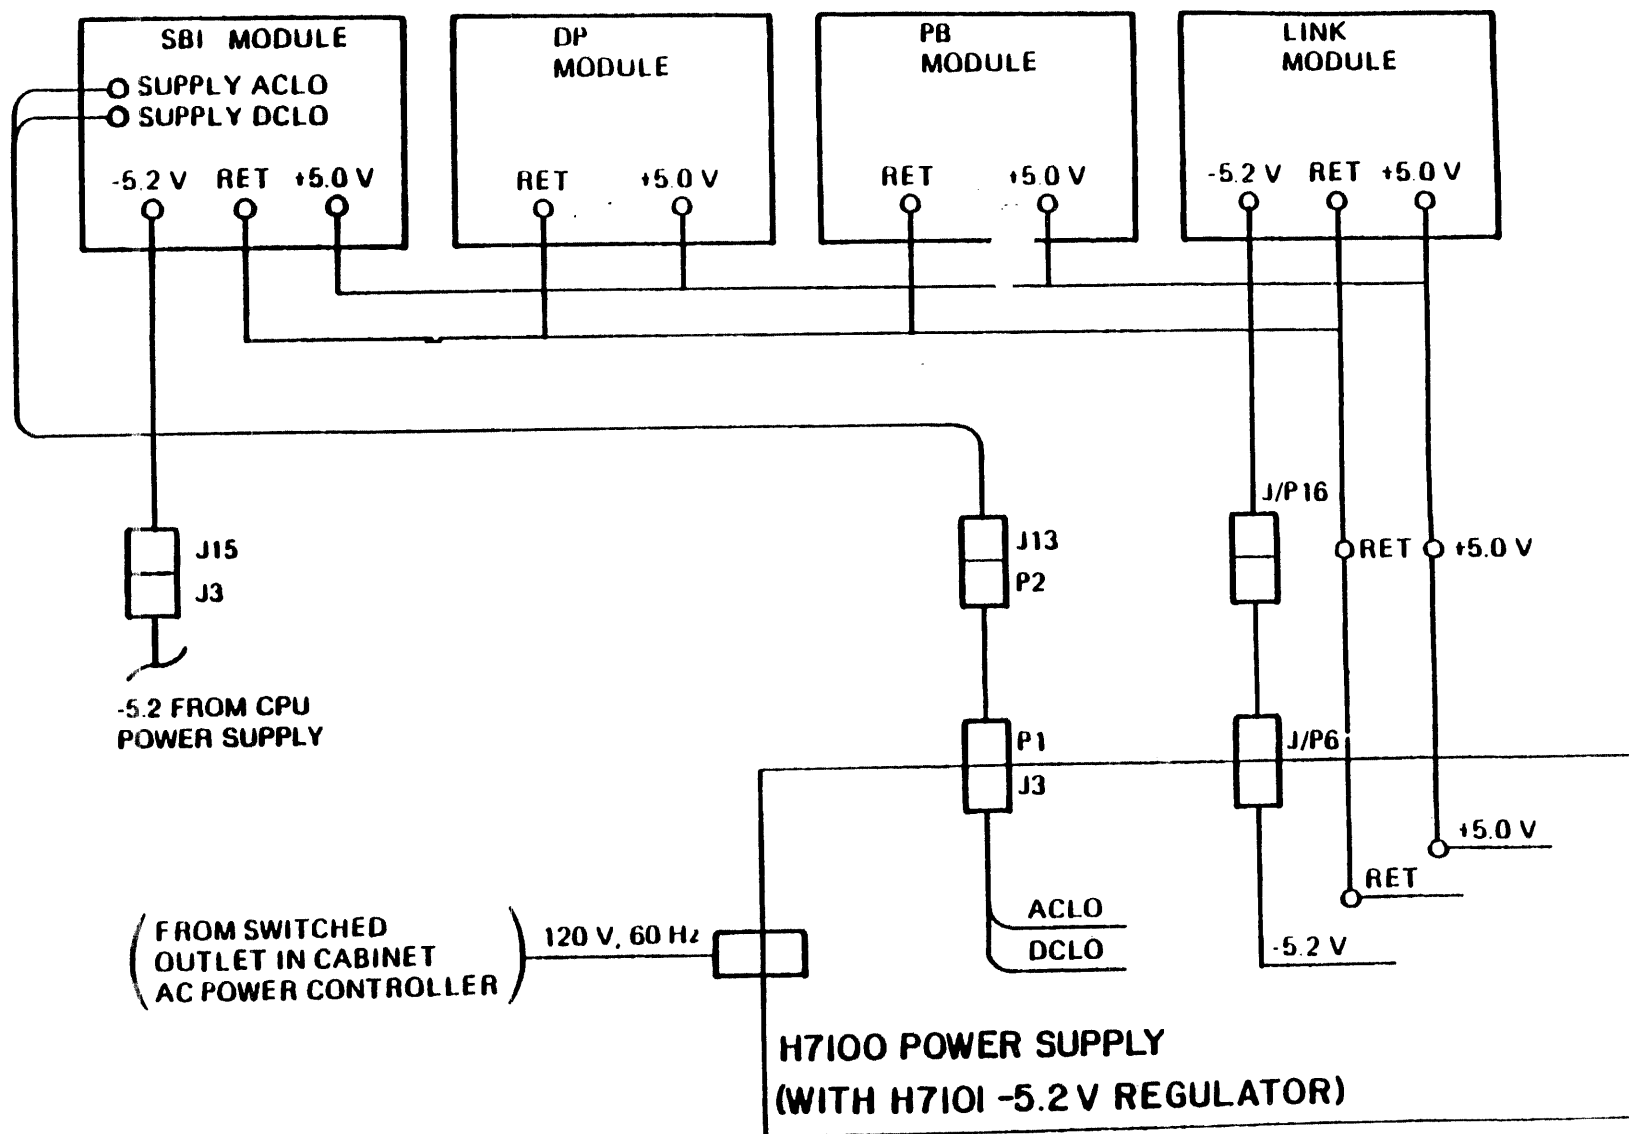 SBI MODULE
SUPPLY ACLO
SUPPLY DCLO
-5.2 V RET +5.0 V
DP
MODULE
RET +5.0 V
PB
MODULE
RET +5.0 V
LINK
MODULE
-5.2 V RET +5.0 V
J15
J3
-5.2 FROM CPU
POWER SUPPLY
J13
P2
J/P16
RET +5.0 V
P1
J3
J/P6
+5.0 V
RET
-5.2 V
ACLO
DCLO
FROM SWITCHED
OUTLET IN CABINET
AC POWER CONTROLLER
120 V, 60 Hz
H7100 POWER SUPPLY
(WITH H7101 -5.2 V REGULATOR)